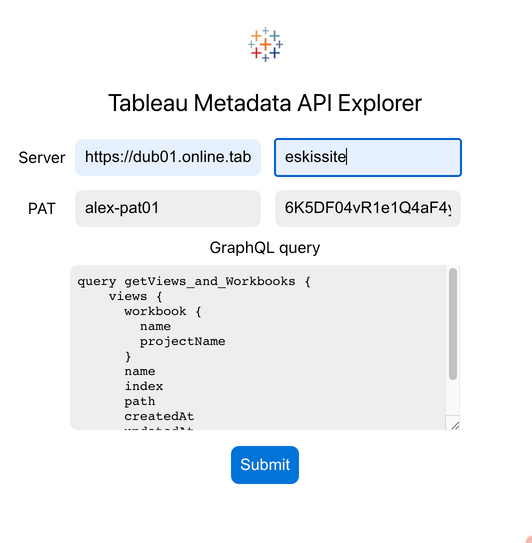 Tableau Metadata API Explorer
Server https://dub01.online.tab eskissite
PAT alex-pat01 6K5DF04vR1e1Q4aF4y
GraphQL query
query getViews_and_Workbooks {
views {
workbook {
name
projectName
}
name
index
path
createdAt
updatedAt
Submit